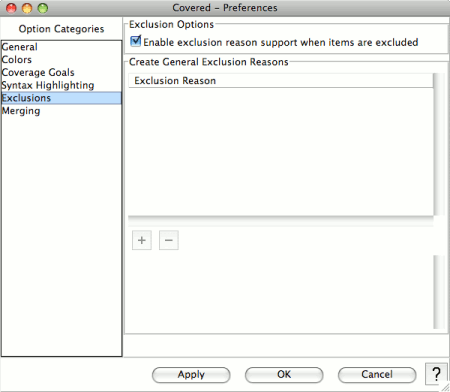 Covered - Preferences
Option Categories
General
Colors
Coverage Goals
Syntax Highlighting
Exclusions
Merging
Exclusion Options
Enable exclusion reason support when items are excluded
Create General Exclusion Reasons
Exclusion Reason
+ −
Apply OK Cancel ?